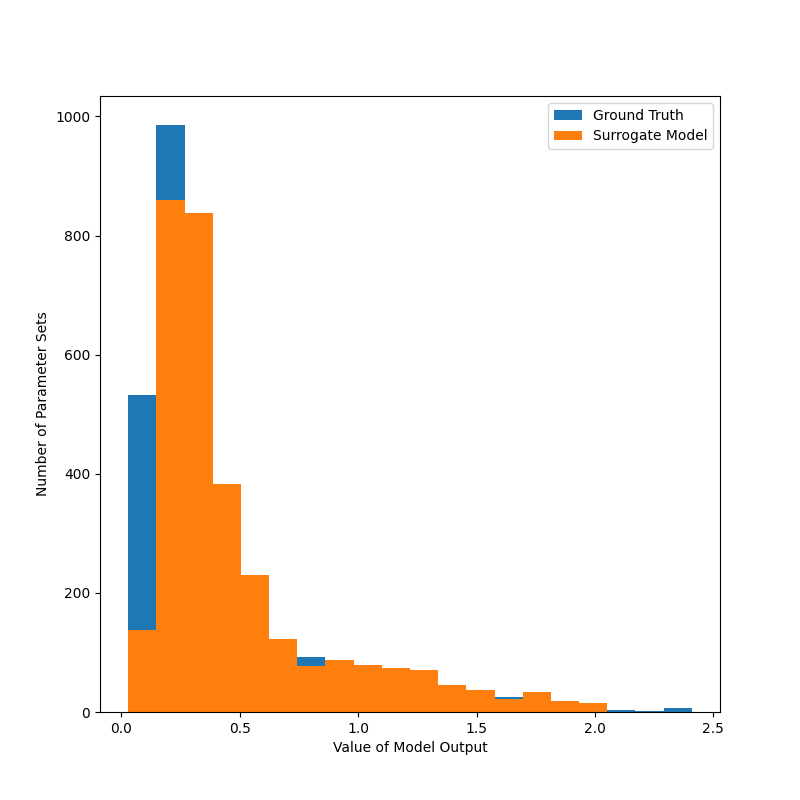 Ground Truth
Surrogate Model
1000
800
600
400
200
0
Number of Parameter Sets
0.0 0.5 1.0 1.5 2.0 2.5
Value of Model Output